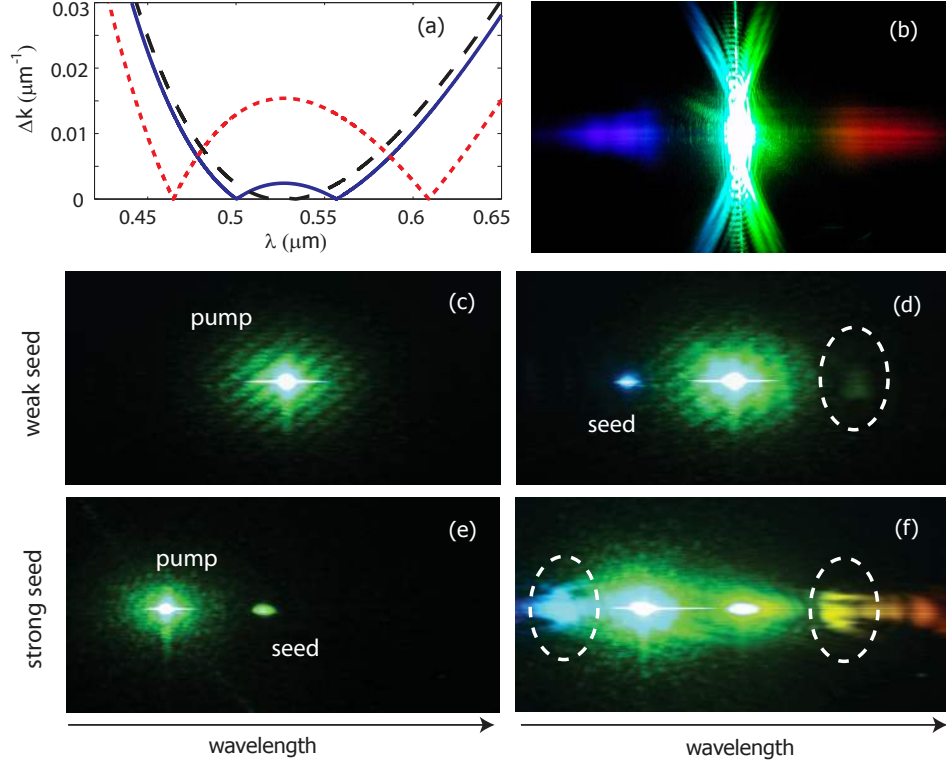 0.03
(a)
0.02
0.01
0
Δk (μm⁻¹)
0.45 0.5 0.55 0.6 0.65
λ (μm)
(b)
(c)
pump
(d)
seed
weak seed
(e)
pump
seed
(f)
strong seed
wavelength
wavelength